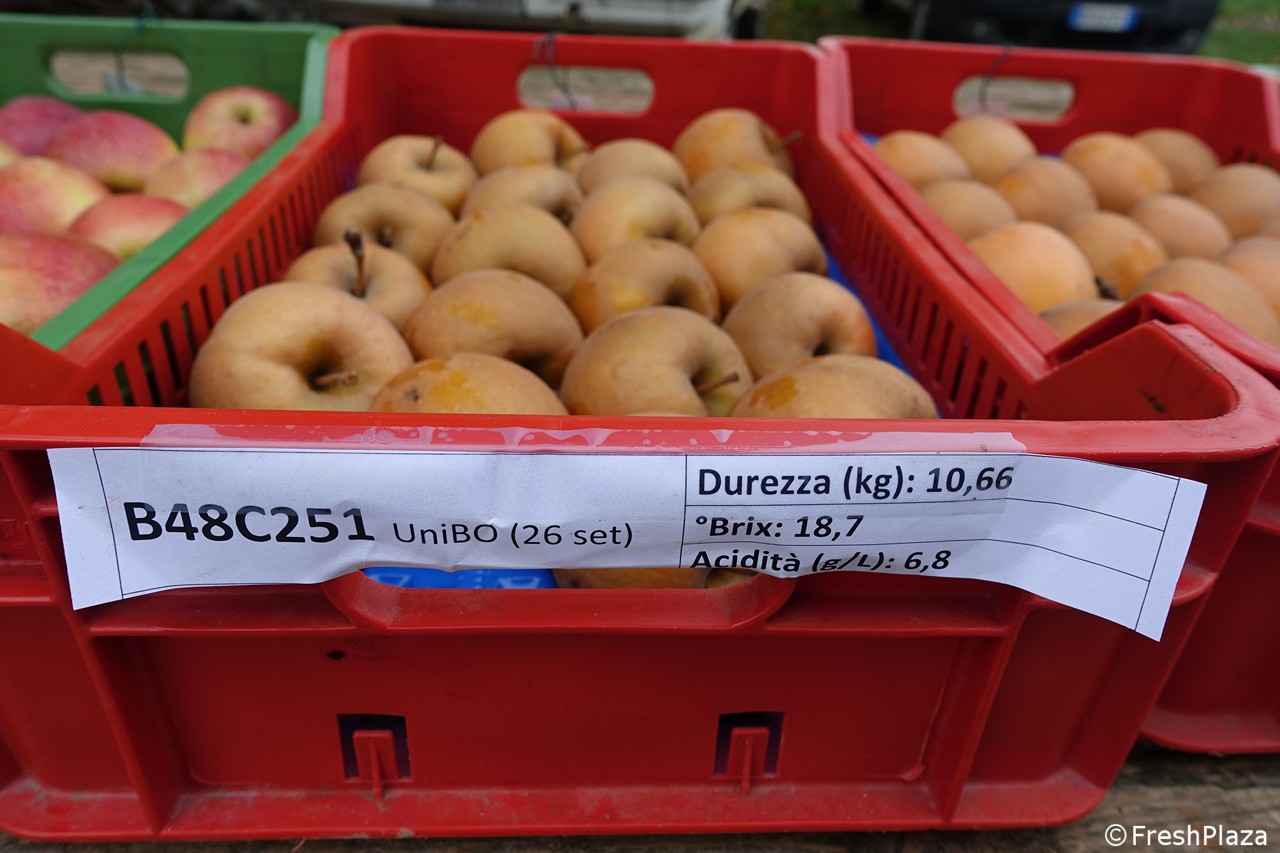 B48C251 UniBO (26 set)
Durezza (kg): 10,66
°Brix: 18,7
Acidità (g/L): 6,8
©FreshPlaza